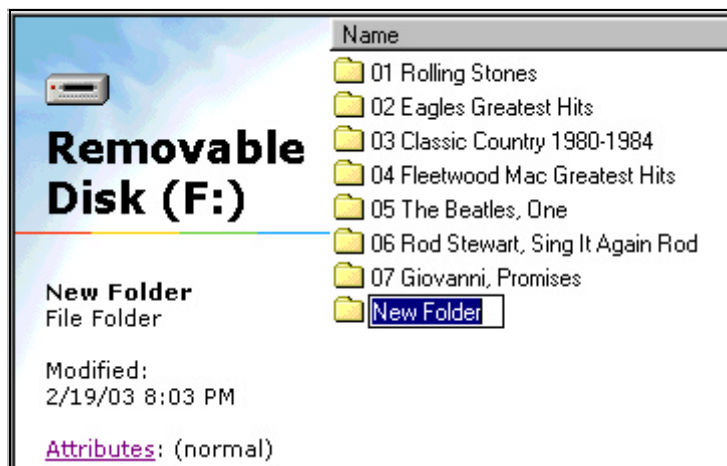 Removable
Disk (F:)
New Folder
File Folder
Modified:
2/19/03 8:03 PM
Attributes: (normal)
Name
01 Rolling Stones
02 Eagles Greatest Hits
03 Classic Country 1980-1984
04 Fleetwood Mac Greatest Hits
05 The Beatles, One
06 Rod Stewart, Sing It Again Rod
07 Giovanni, Promises
New Folder